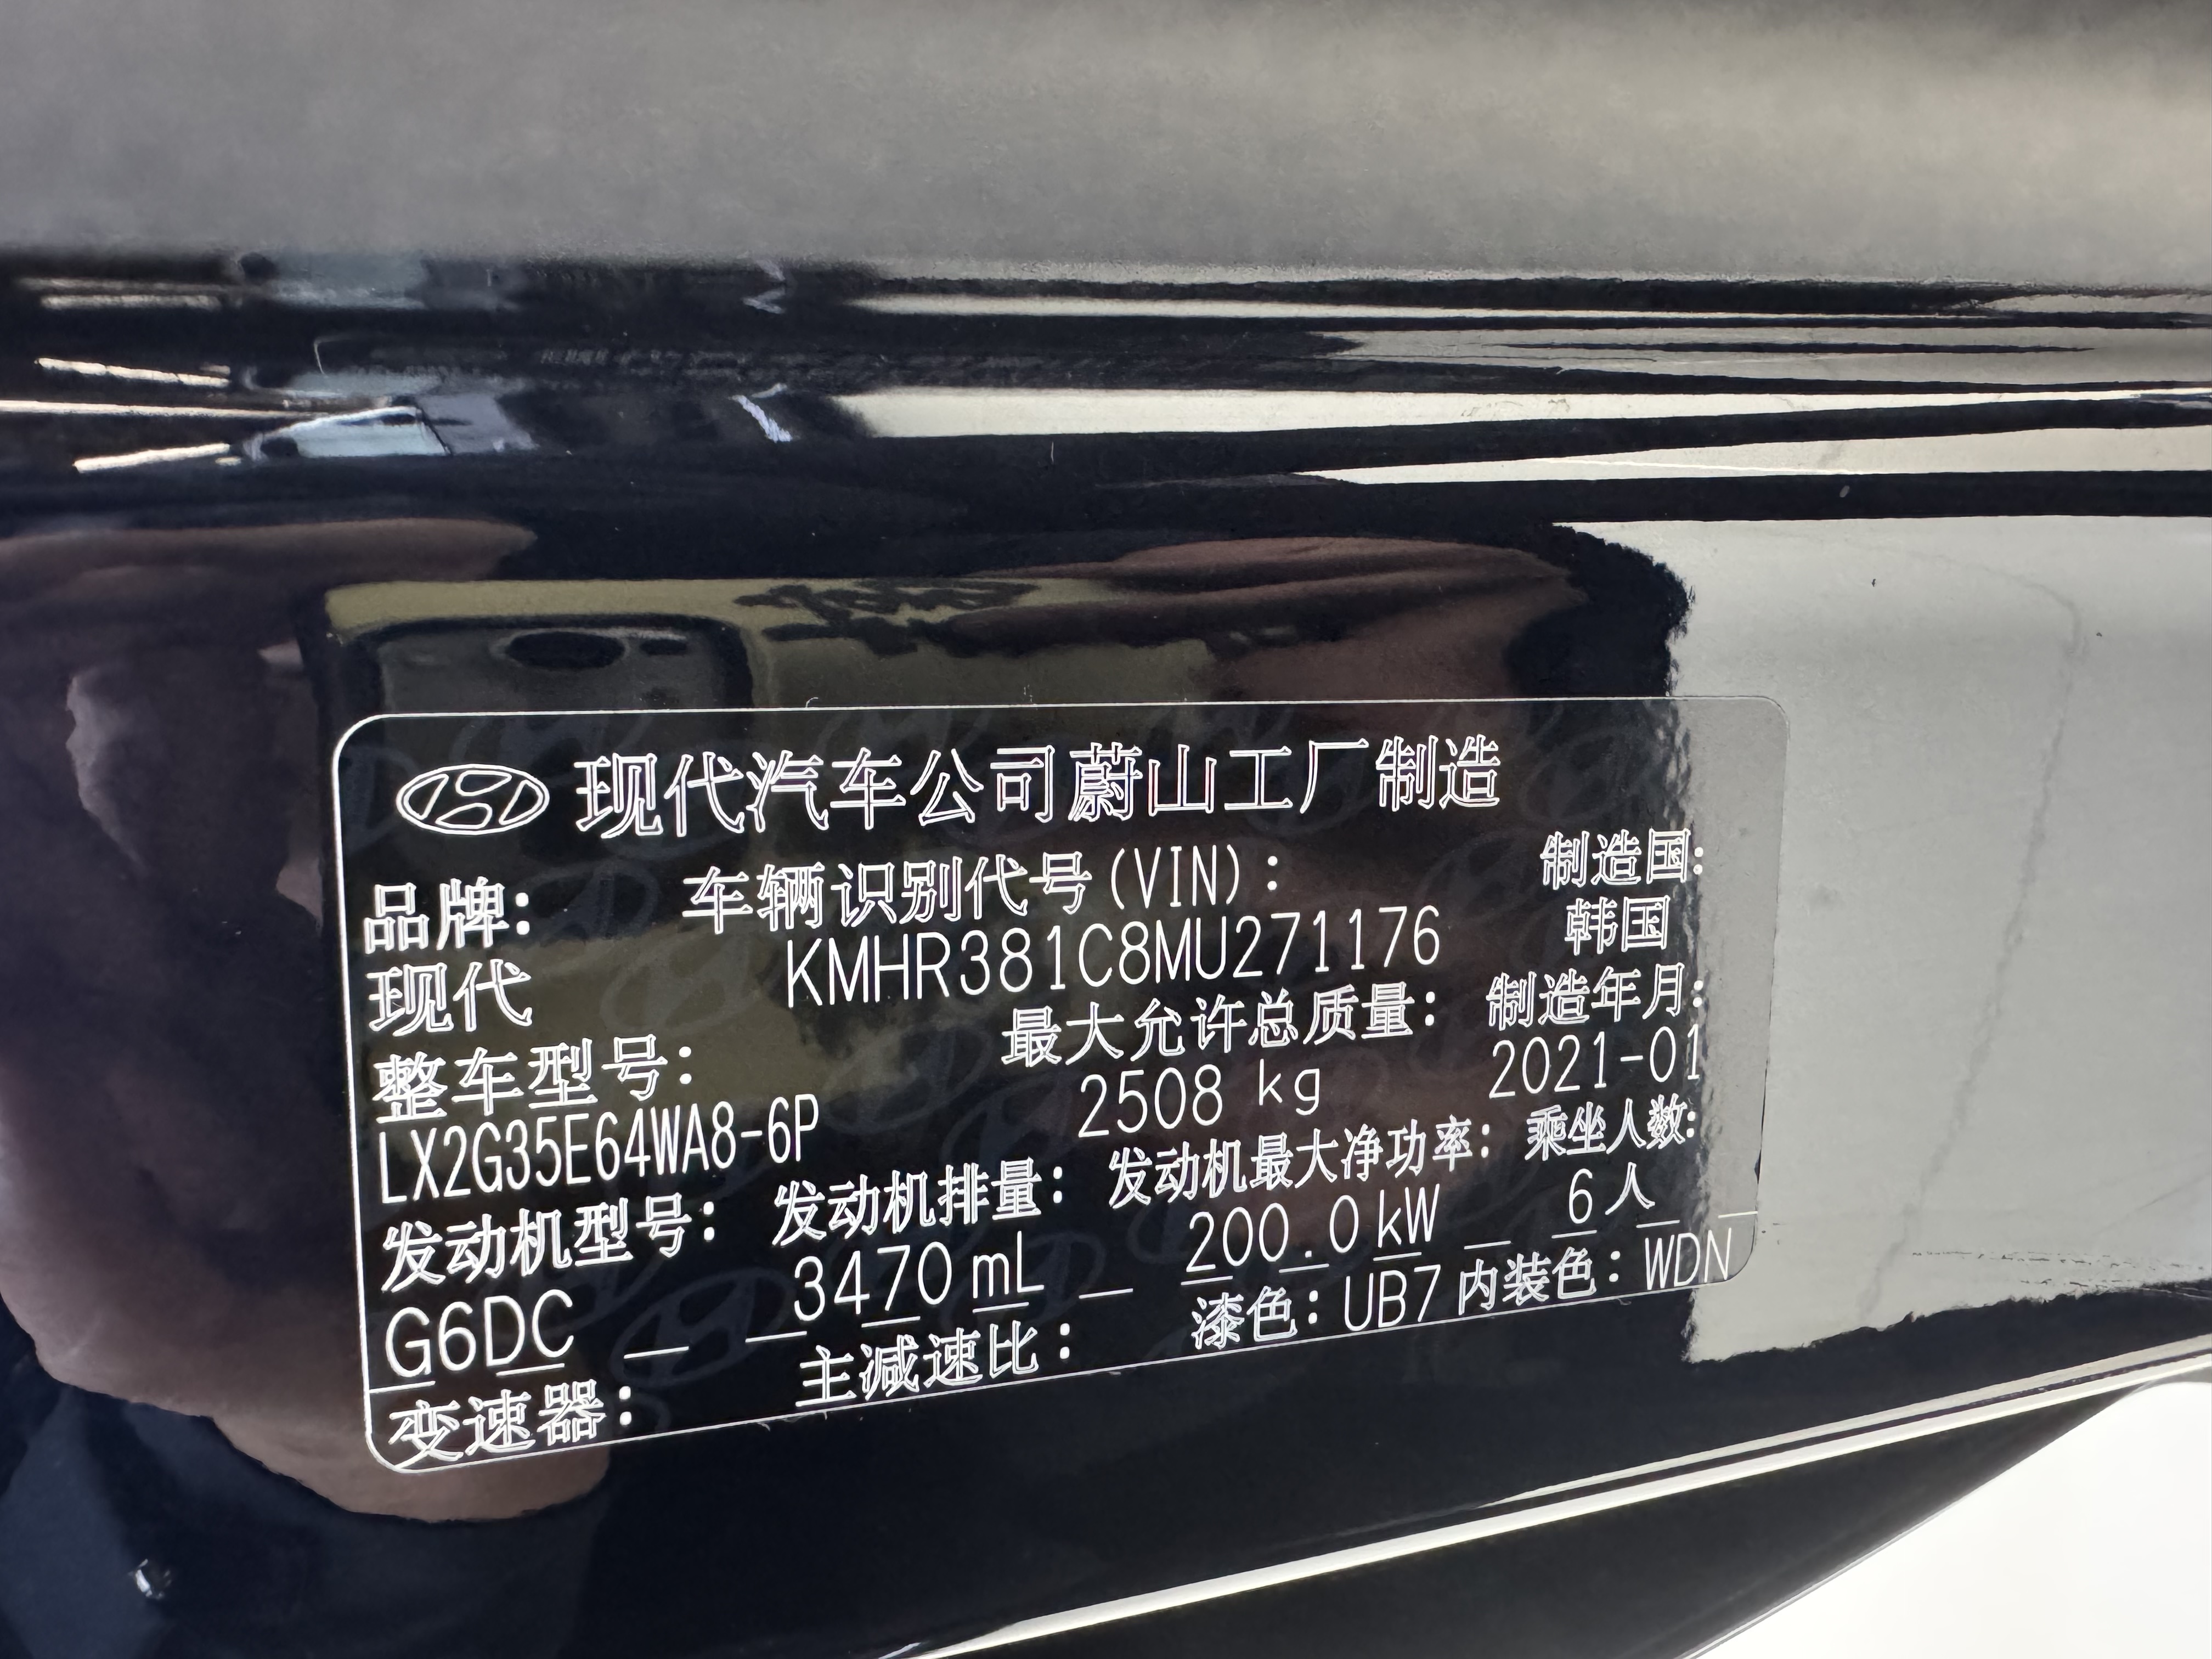 现代汽车公司蔚山工厂制造
品牌: 车辆识别代号(VIN): 制造国:
现代 KMHR381C8MU271176 韩国
整车型号: 最大允许总质量: 制造年月:
LX2G35E64WA8-6P 2508 kg 2021-01
发动机型号: 发动机排量: 发动机最大净功率: 乘坐人数:
G6DC 3470 mL 200.0 kW 6人
变速器: 主减速比: 漆色: UB7 内装色: WDN